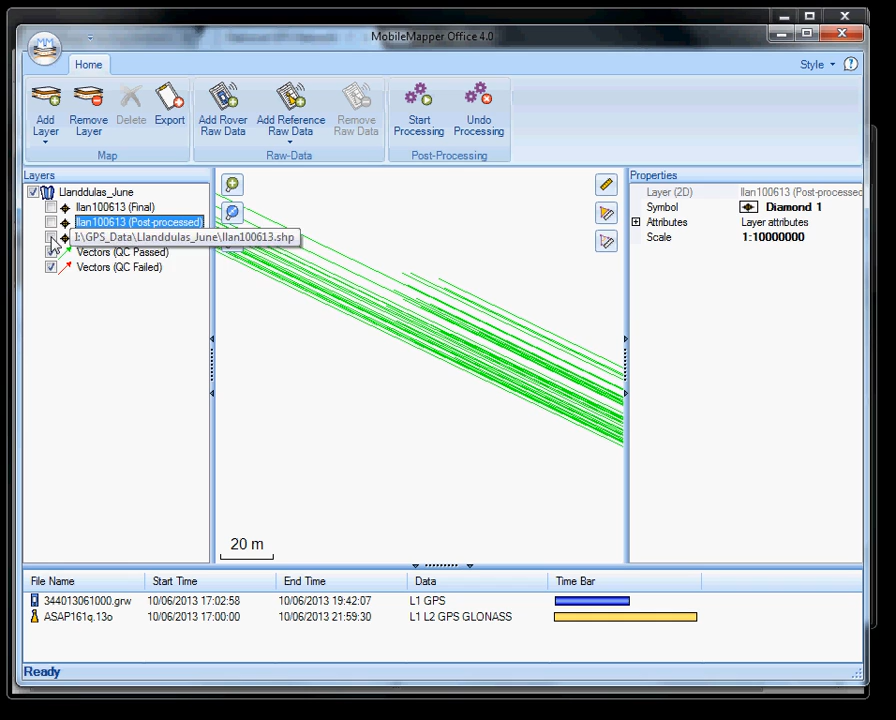 MobileMapper Office 4.0
MM
Home
Style
Add Layer
Remove Layer
Delete
Export
Add Rover Raw Data
Add Reference Raw Data
Remove Raw Data
Start Processing
Undo Processing
Map
Raw-Data
Post-Processing
Layers
Llanddulas_June
llan100613 (Final)
llan100613 (Post-processed)
I:\GPS_Data\Llanddulas_June\llan100613.shp
Vectors (QC Passed)
Vectors (QC Failed)
20 m
Properties
Layer (2D) llan100613 (Post-processed
Symbol Diamond 1
Attributes Layer attributes
Scale 1:10000000
File Name Start Time End Time Data Time Bar
344013061000.grw 10/06/2013 17:02:58 10/06/2013 19:42:07 L1 GPS
ASAP161q.13o 10/06/2013 17:00:00 10/06/2013 21:59:30 L1 L2 GPS GLONASS
Ready